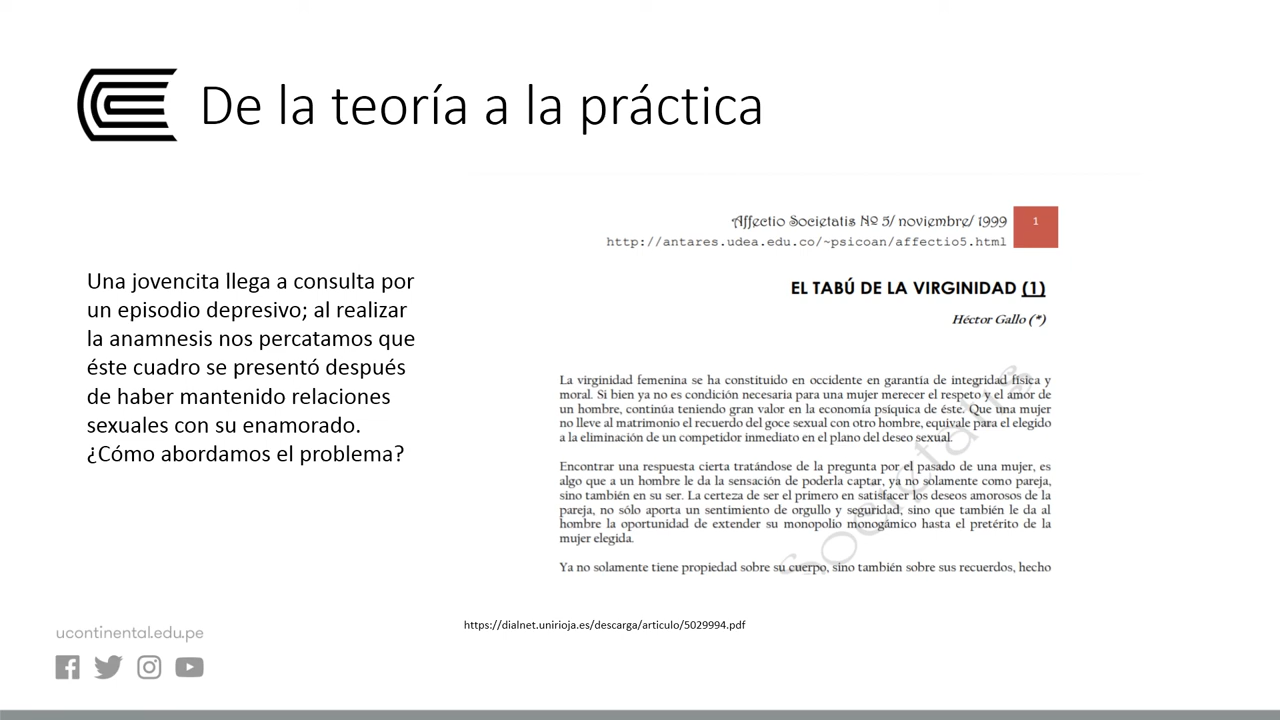 De la teoría a la práctica
Una jovencita llega a consulta por
un episodio depresivo; al realizar
la anamnesis nos percatamos que
éste cuadro se presentó después
de haber mantenido relaciones
sexuales con su enamorado.
¿Cómo abordamos el problema?
Affectio Societatis Nº 5/ noviembre/ 1999
1
http://antares.udea.edu.co/~psicoan/affectio5.html
EL TABÚ DE LA VIRGINIDAD (1)
Héctor Gallo (*)
La virginidad femenina se ha constituido en occidente en garantía de integridad física y
moral. Si bien ya no es condición necesaria para una mujer merecer el respeto y el amor de
un hombre, continúa teniendo gran valor en la economía psíquica de éste. Que una mujer
no lleve al matrimonio el recuerdo del goce sexual con otro hombre, equivale para el elegido
a la eliminación de un competidor inmediato en el plano del deseo sexual.
Encontrar una respuesta cierta tratándose de la pregunta por el pasado de una mujer, es
algo que a un hombre le da la sensación de poderla captar, ya no solamente como pareja,
sino también en su ser. La certeza de ser el primero en satisfacer los deseos amorosos de la
pareja, no sólo aporta un sentimiento de orgullo y seguridad, sino que también le da al
hombre la oportunidad de extender su monopolio monogámico hasta el pretérito de la
mujer elegida.
Ya no solamente tiene propiedad sobre su cuerpo, sino también sobre sus recuerdos, hecho
Societatis
https://dialnet.unirioja.es/descarga/articulo/5029994.pdf
ucontinental.edu.pe